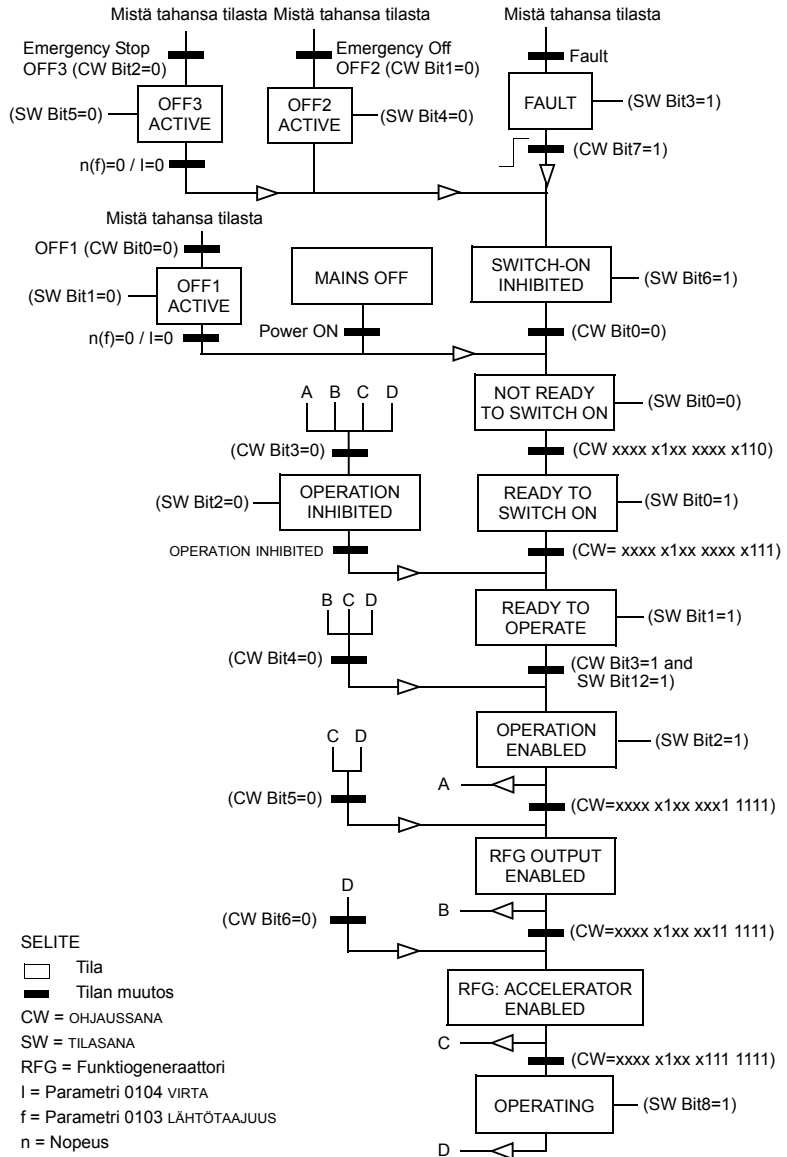 Mistä tahansa tilasta
Mistä tahansa tilasta
Mistä tahansa tilasta
Emergency Stop
OFF3 (CW Bit2=0)
Emergency Off
OFF2 (CW Bit1=0)
Fault
OFF3
ACTIVE
(SW Bit5=0)
OFF2
ACTIVE
(SW Bit4=0)
FAULT
(SW Bit3=1)
n(f)=0 / I=0
(CW Bit7=1)
Mistä tahansa tilasta
OFF1 (CW Bit0=0)
OFF1
ACTIVE
(SW Bit1=0)
MAINS OFF
SWITCH-ON
INHIBITED
(SW Bit6=1)
n(f)=0 / I=0
Power ON
(CW Bit0=0)
NOT READY
TO SWITCH ON
(SW Bit0=0)
A B C D
(CW Bit3=0)
(CW xxxx x1xx xxxx x110)
(SW Bit2=0)
OPERATION
INHIBITED
READY TO
SWITCH ON
(SW Bit0=1)
OPERATION INHIBITED
(CW= xxxx x1xx xxxx x111)
B C D
READY TO
OPERATE
(SW Bit1=1)
(CW Bit4=0)
(CW Bit3=1 and
SW Bit12=1)
OPERATION
ENABLED
(SW Bit2=1)
C D
A
(CW Bit5=0)
(CW=xxxx x1xx xxx1 1111)
RFG OUTPUT
ENABLED
D
B
(CW Bit6=0)
(CW=xxxx x1xx xx11 1111)
RFG: ACCELERATOR
ENABLED
C
(CW=xxxx x1xx x111 1111)
OPERATING
(SW Bit8=1)
D
SELITE
Tila
Tilan muutos
CW = OHJAUSSANA
SW = TILASANA
RFG = Funktiogeneraattori
I = Parametri 0104 VIRTA
f = Parametri 0103 LÄHTÖTAAJUUS
n = Nopeus